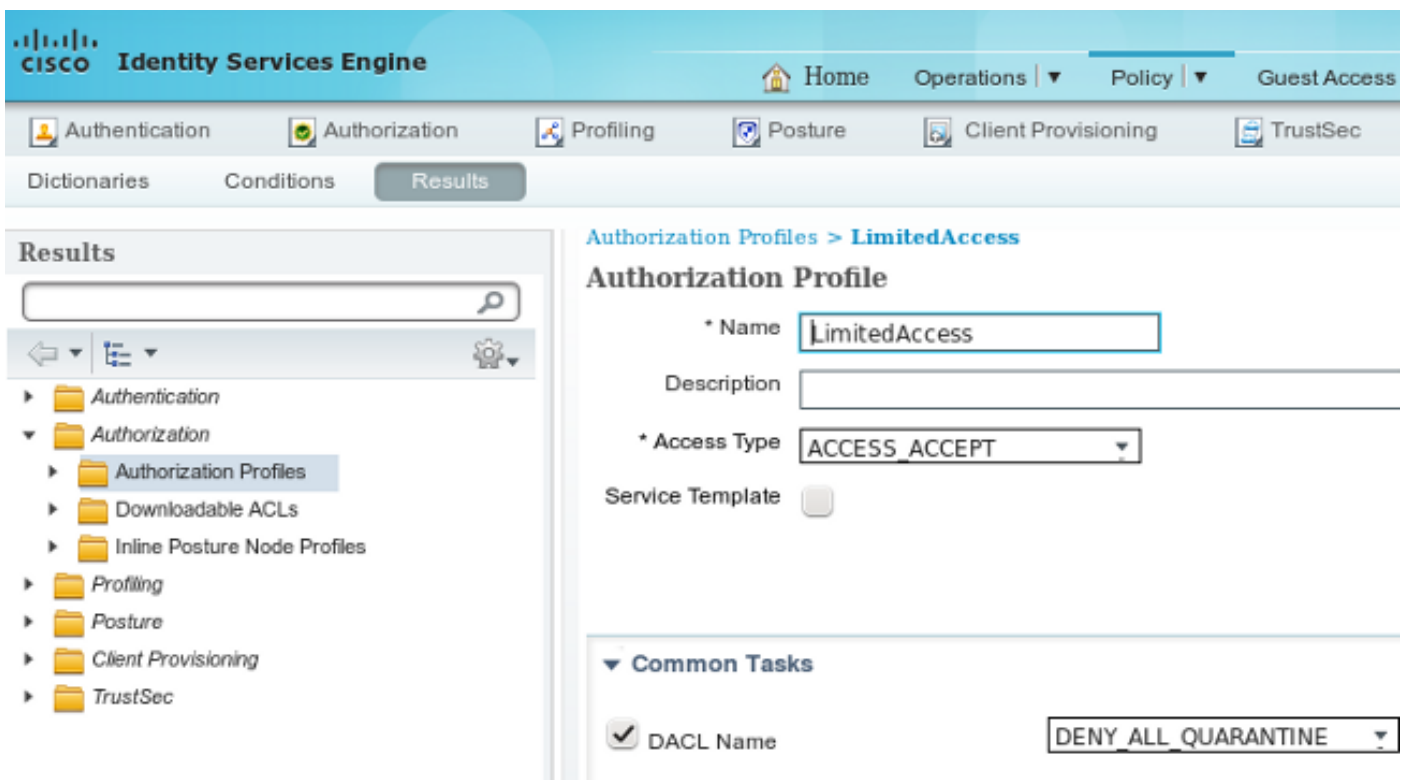 CISCO Identity Services Engine
Home Operations Policy Guest Access
Authentication Authorization Profiling Posture Client Provisioning TrustSec
Dictionaries Conditions Results
Results
Authentication
Authorization
Authorization Profiles
Downloadable ACLs
Inline Posture Node Profiles
Profiling
Posture
Client Provisioning
TrustSec
Authorization Profiles > LimitedAccess
Authorization Profile
* Name LimitedAccess
Description
* Access Type ACCESS_ACCEPT
Service Template
Common Tasks
DACL Name DENY_ALL_QUARANTINE